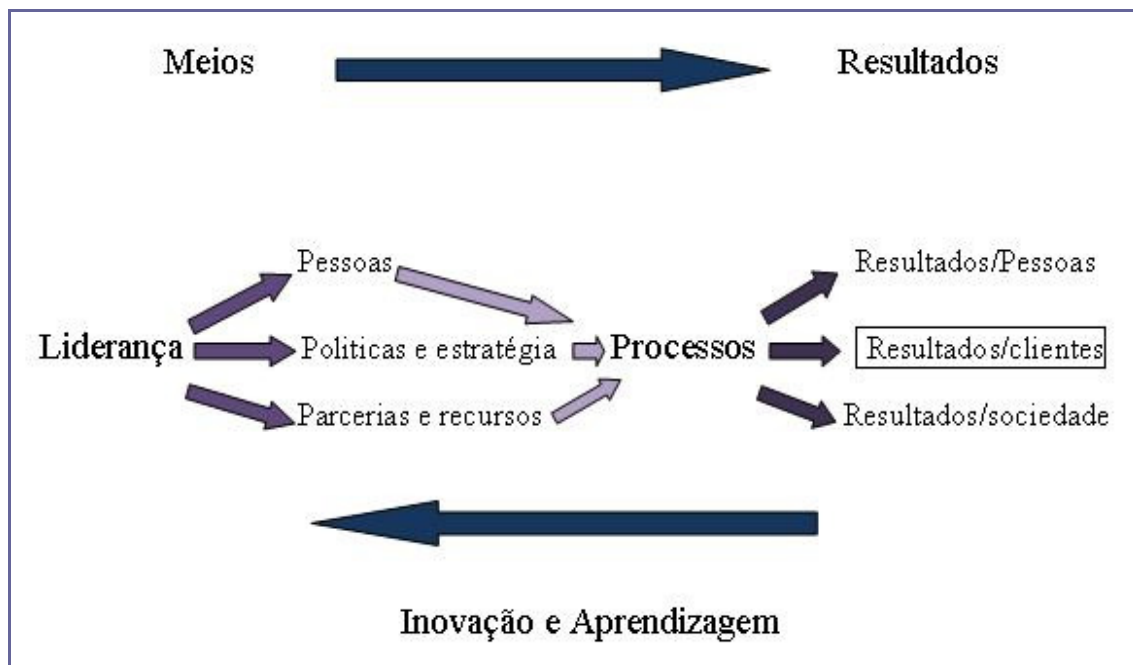 Meios
Resultados
Pessoas
Resultados/Pessoas
Liderança
Politicas e estratégia
Processos
Resultados/clientes
Parcerias e recursos
Resultados/sociedade
Inovação e Aprendizagem